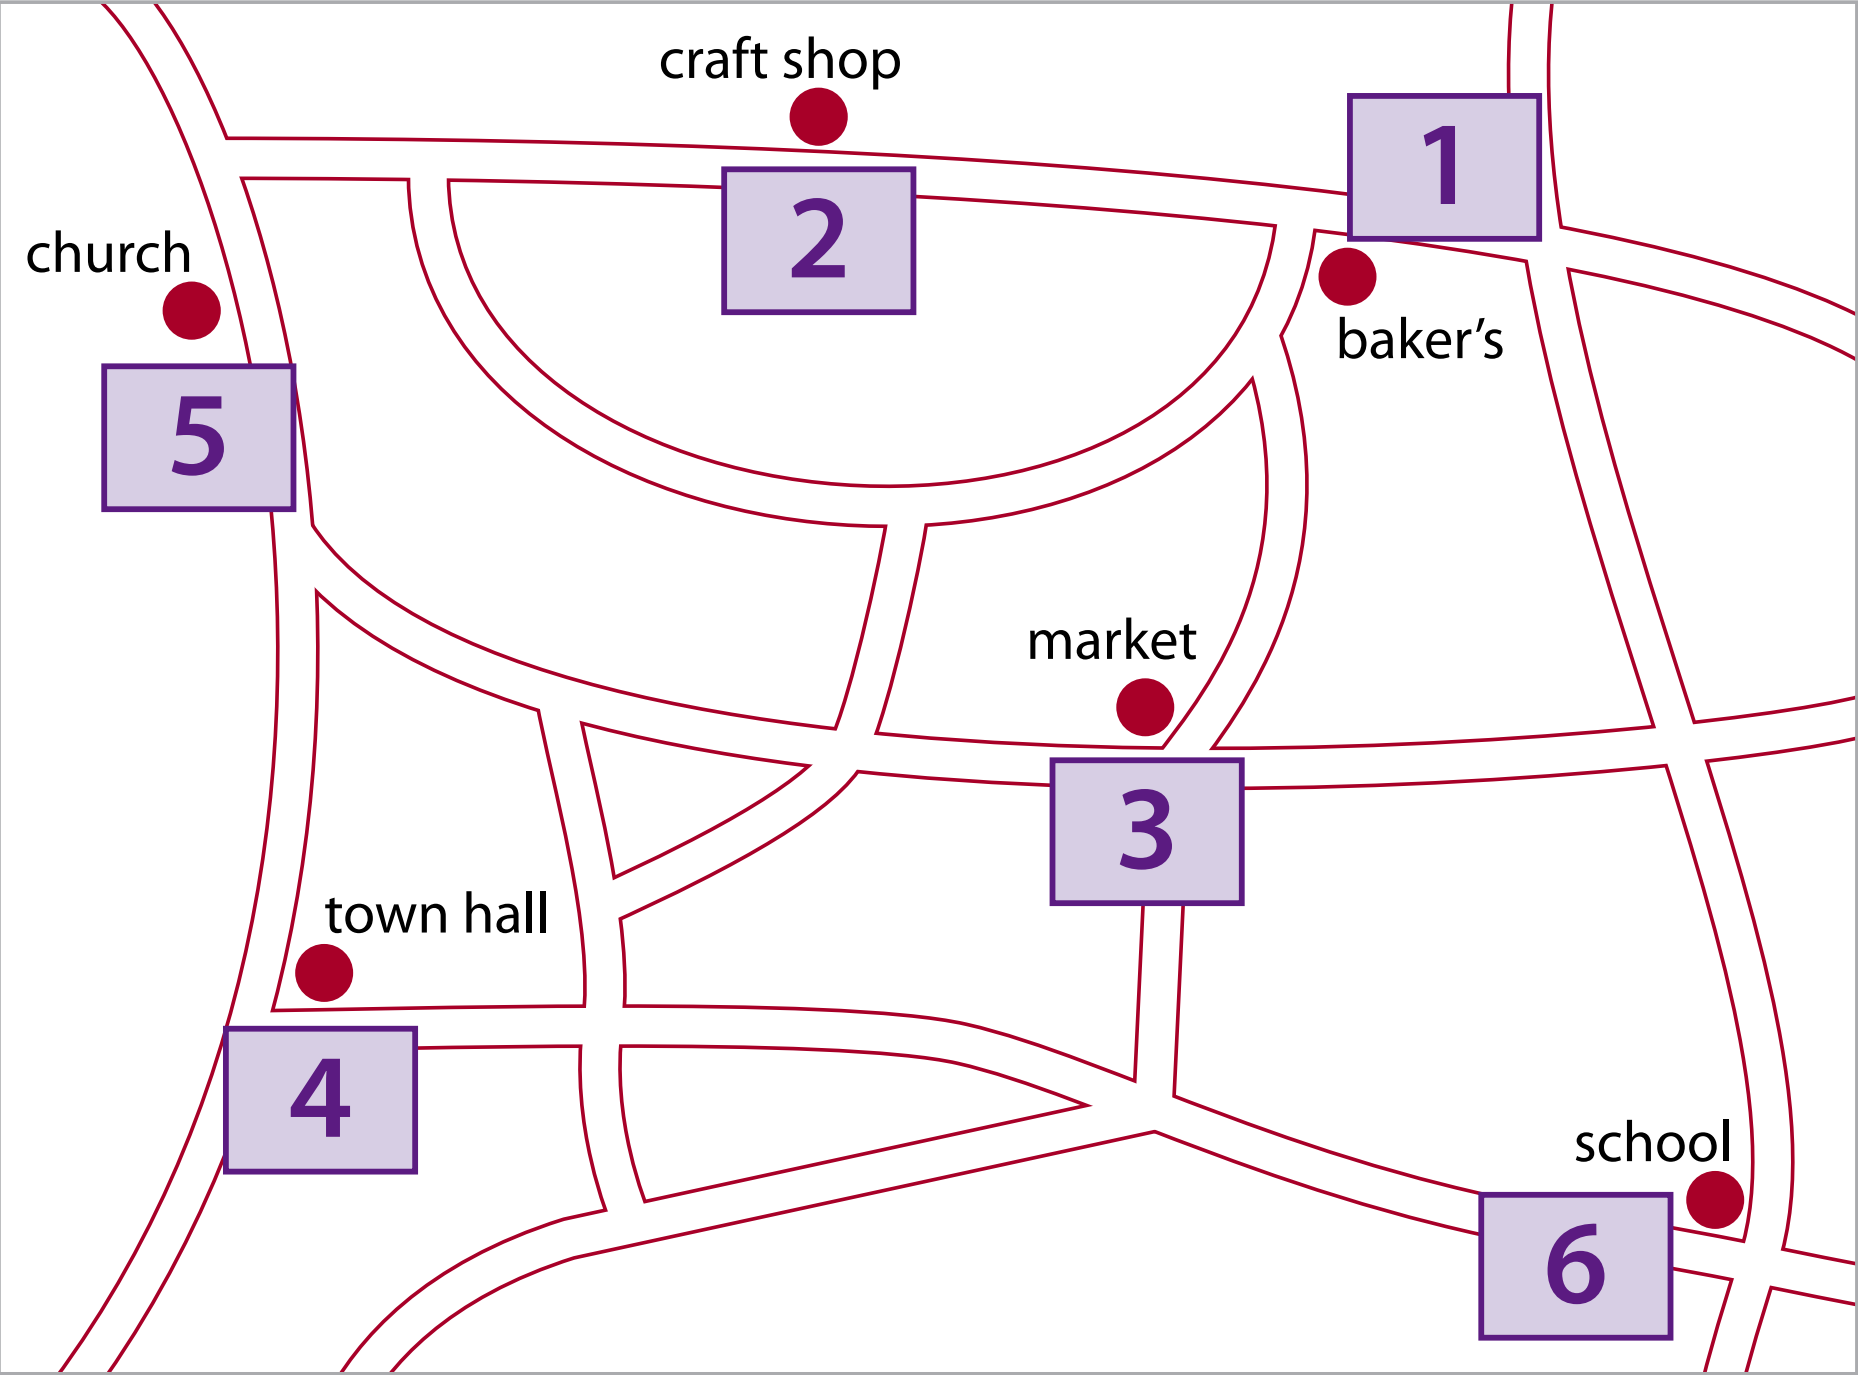 craft shop
1
2
church
baker’s
5
market
3
town hall
4
school
6